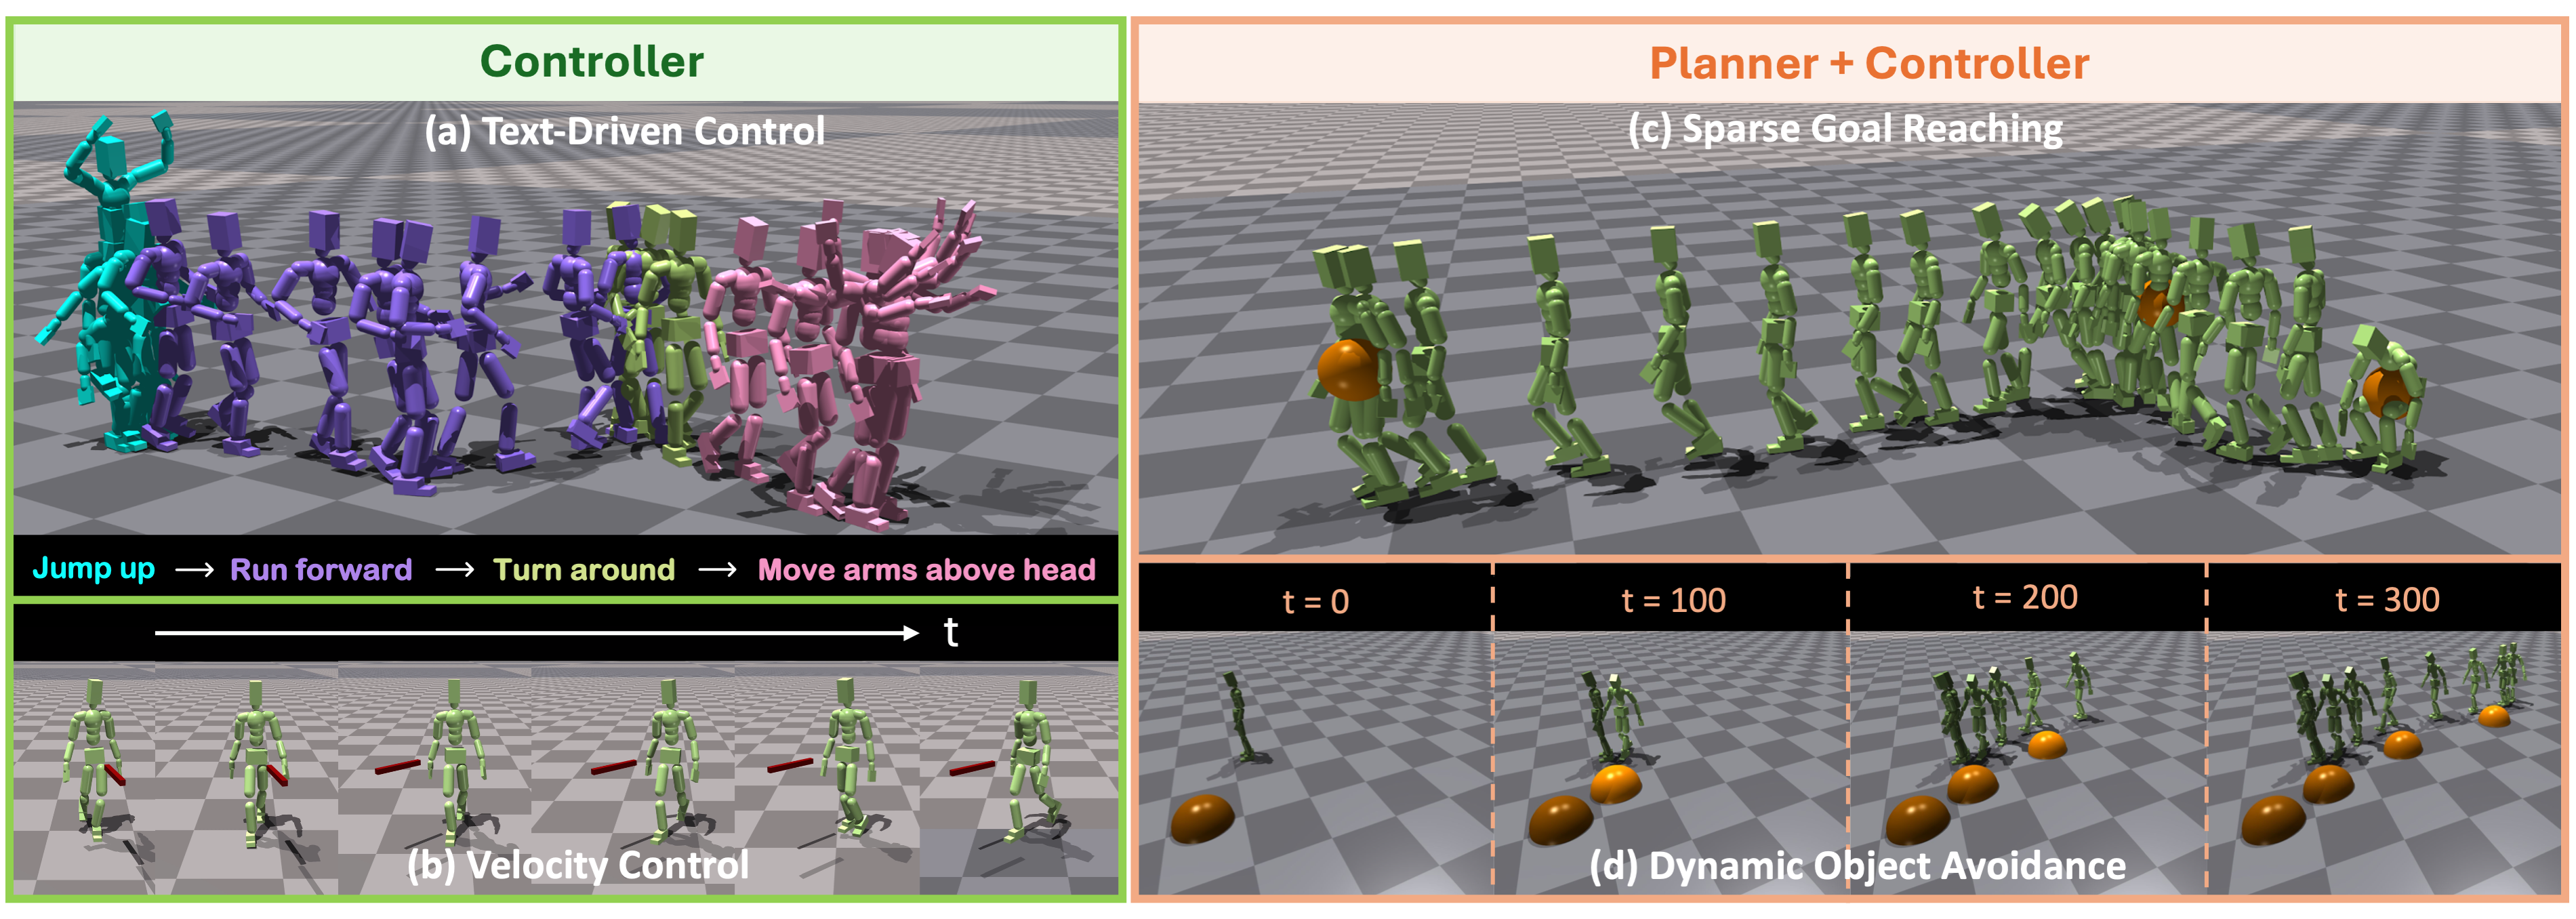 Controller
(a) Text-Driven Control
Jump up → Run forward → Turn around → Move arms above head
t
(b) Velocity Control
Planner + Controller
(c) Sparse Goal Reaching
t = 0
t = 100
t = 200
t = 300
(d) Dynamic Object Avoidance